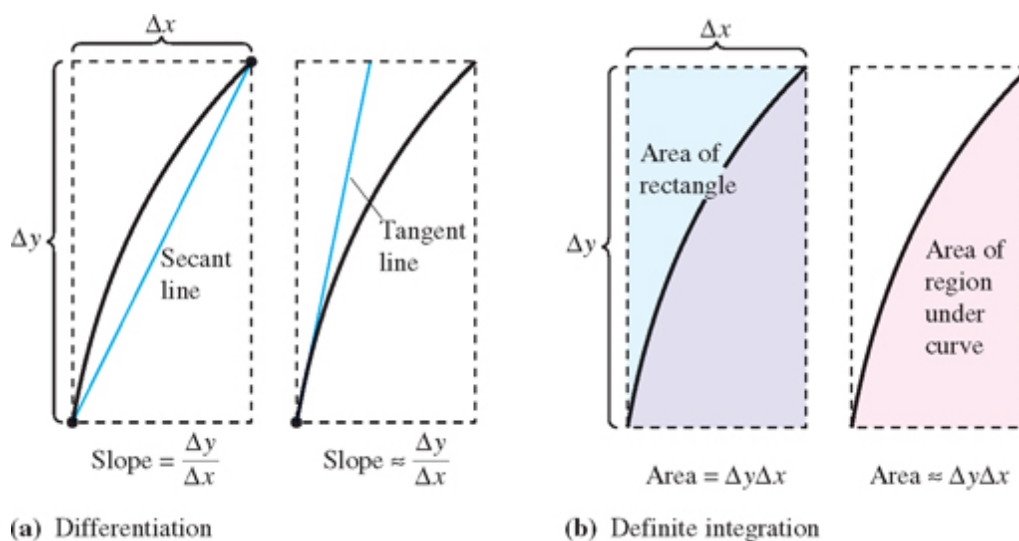 Δx
Δy
Secant
line
Slope = Δy/Δx
Tangent
line
Slope ≈ Δy/Δx
(a) Differentiation
Δx
Δy
Area of
rectangle
Area = ΔyΔx
Area of
region
under
curve
Area ≈ ΔyΔx
(b) Definite integration